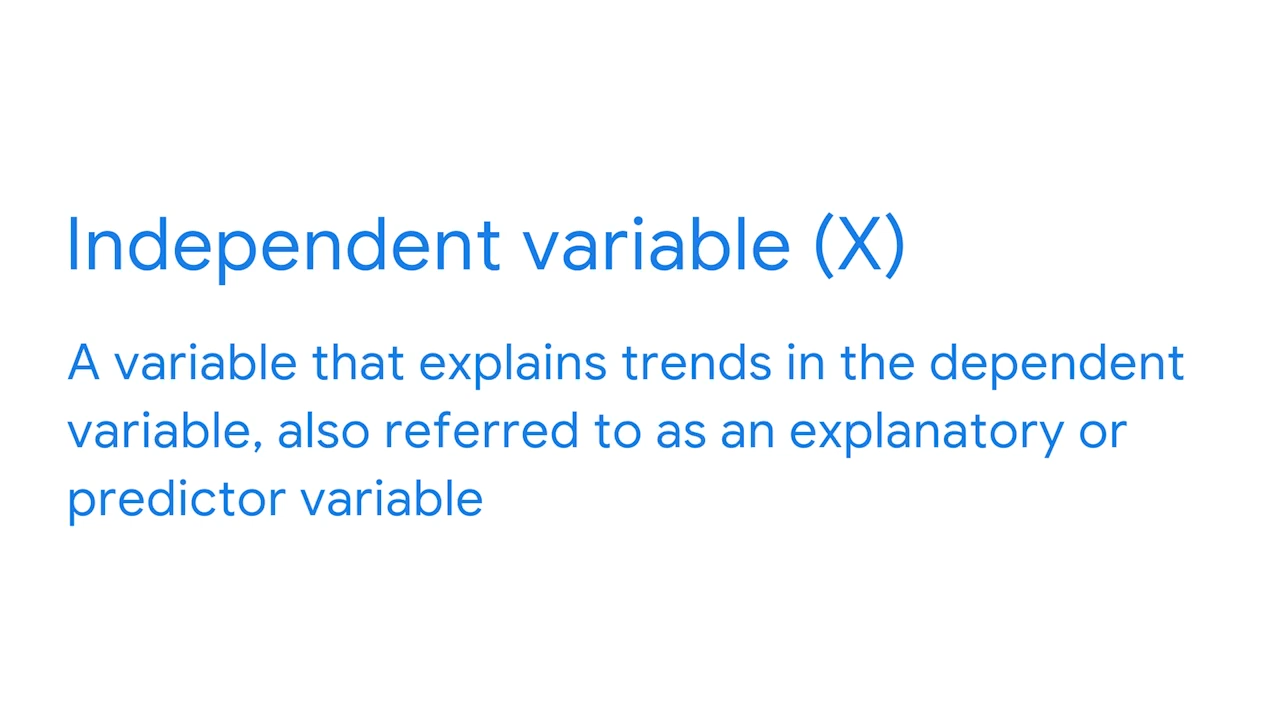 Independent variable (X)
A variable that explains trends in the dependent
variable, also referred to as an explanatory or
predictor variable